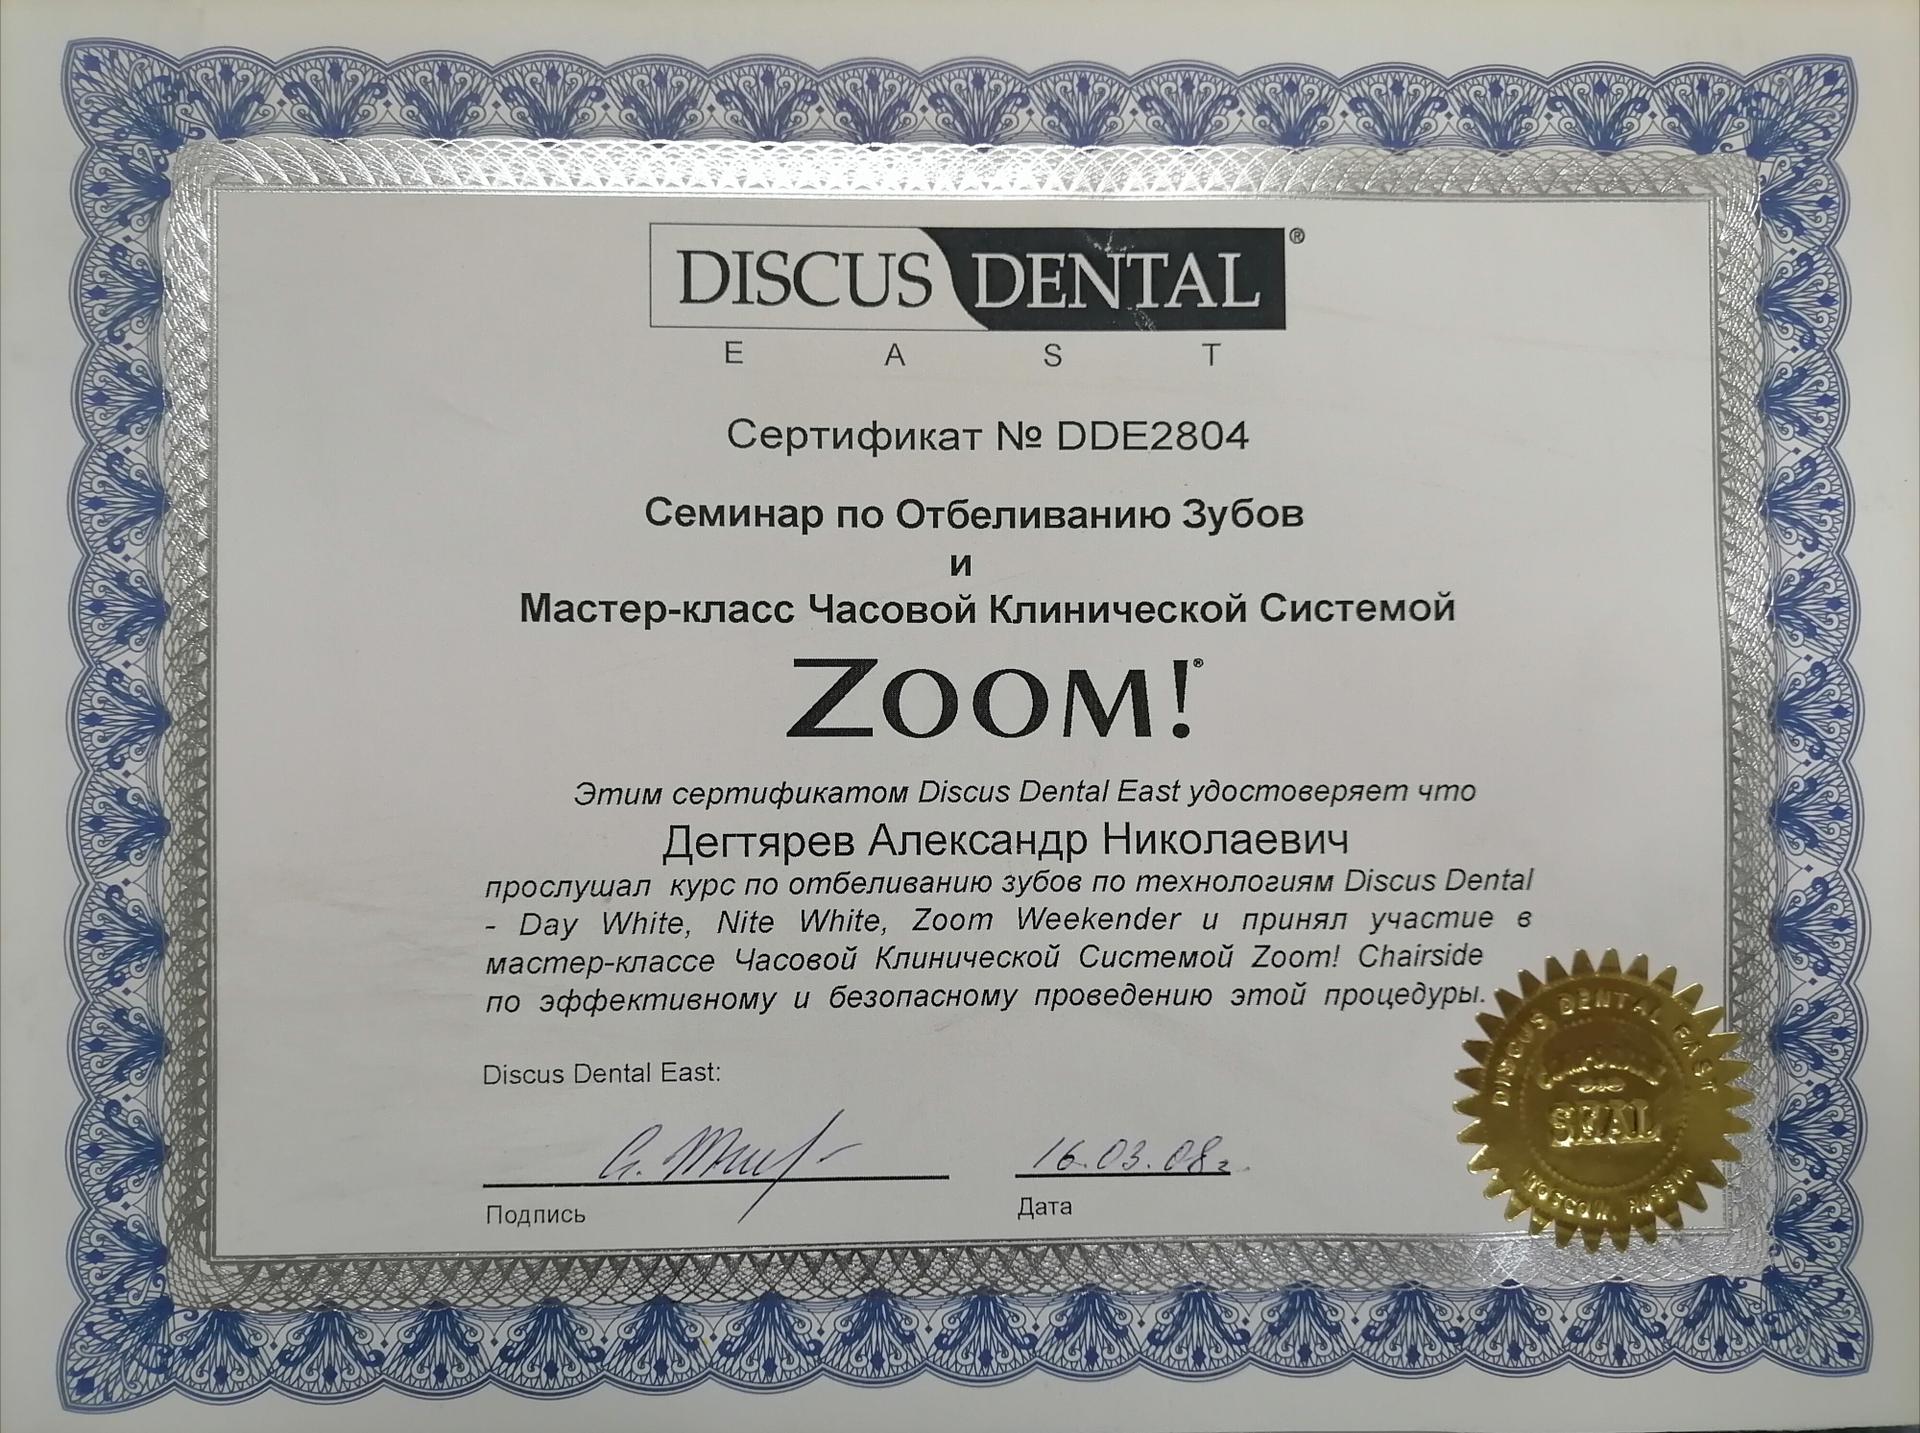 DISCUS DENTAL®
EAST
Сертификат № DDE2804
Семинар по Отбеливанию Зубов
и
Мастер-класс Часовой Клинической Системой
ZOOM!®
Этим сертификатом Discus Dental East удостоверяет что
Дегтярев Александр Николаевич
прослушал курс по отбеливанию зубов по технологиям Discus Dental
- Day White, Nite White, Zoom Weekender и принял участие в
мастер-классе Часовой Клинической Системой Zoom! Chairside
по эффективному и безопасному проведению этой процедуры.
Discus Dental East:
16.03.08г.
Подпись
Дата
DISCUS DENTAL EAST
SEAL
MOSCOW, RUSSIA